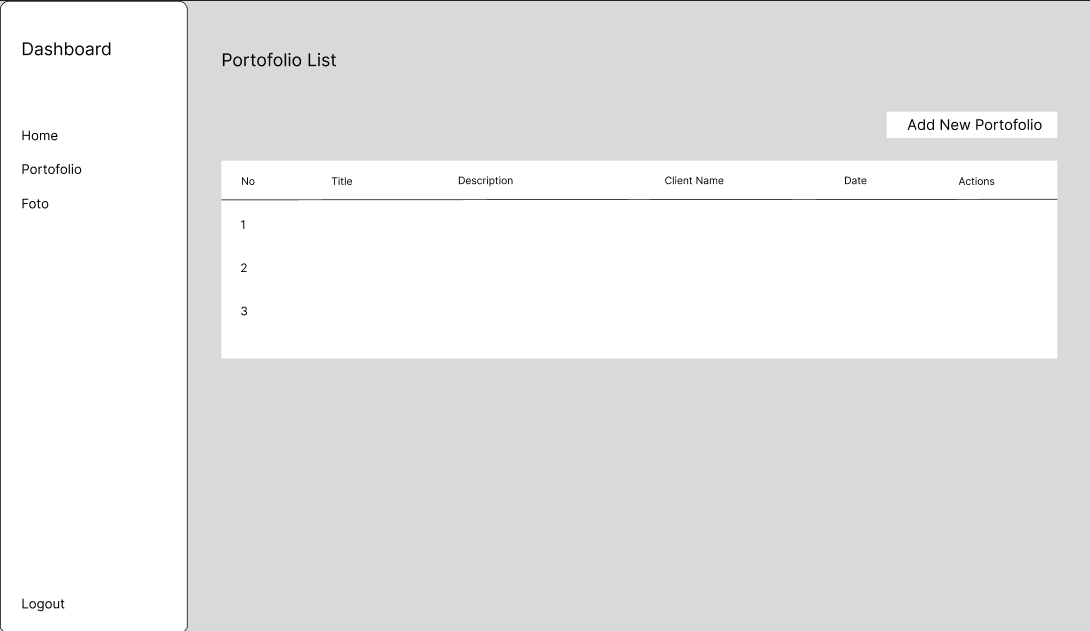 Dashboard
Home
Portofolio
Foto
Logout
Portofolio List
Add New Portofolio
No Title Description Client Name Date Actions
1
2
3